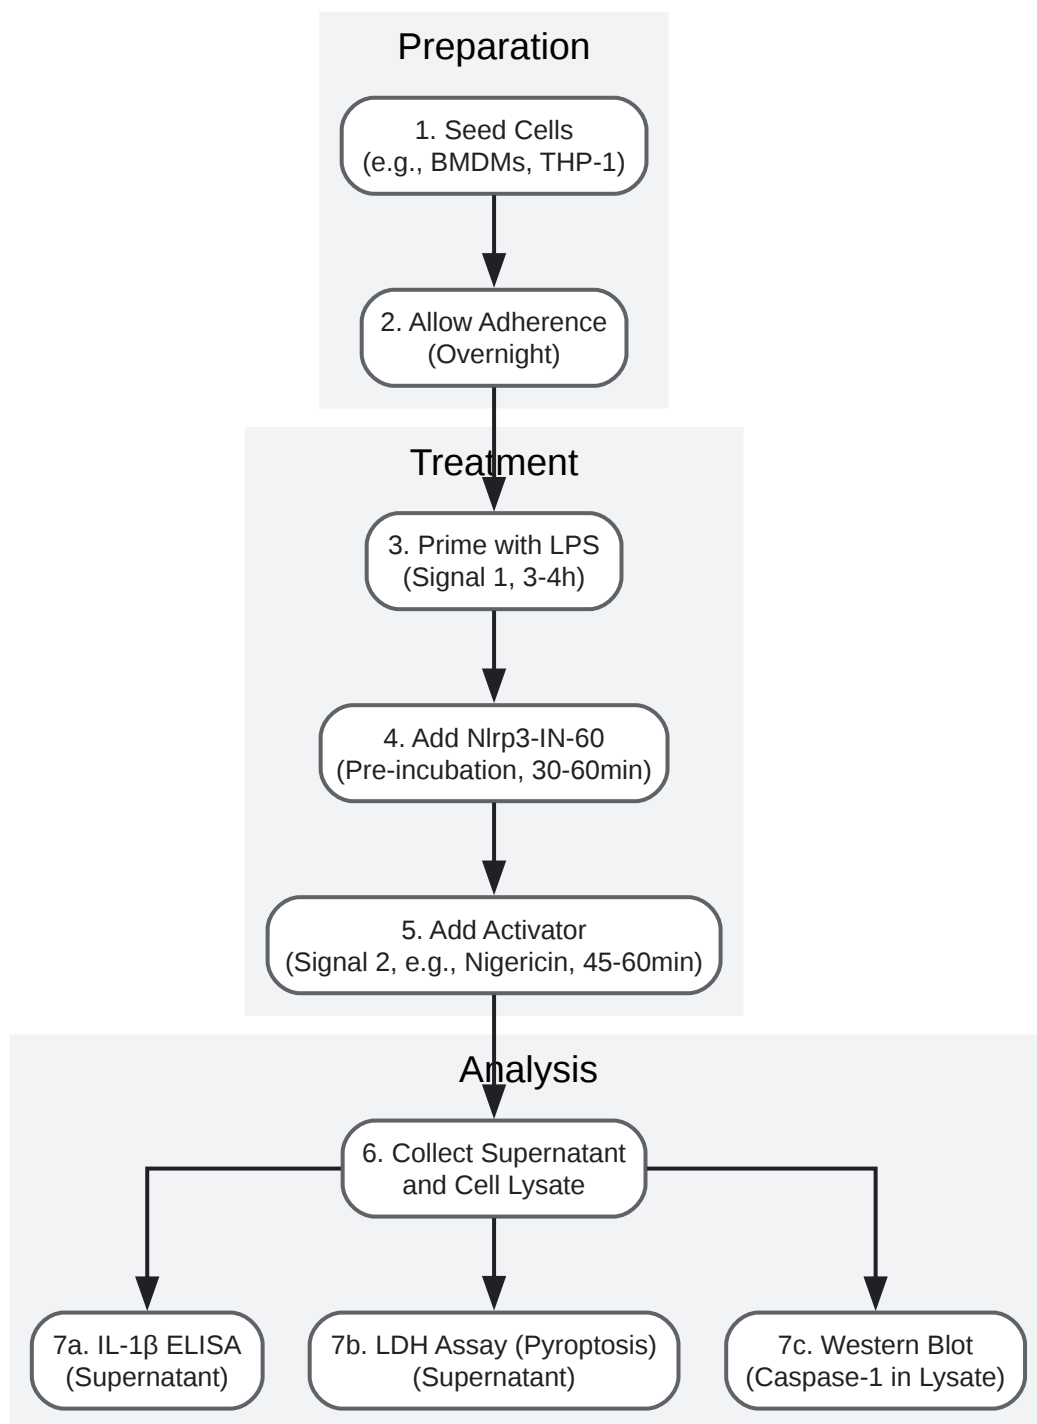 Preparation
1. Seed Cells
(e.g., BMDMs, THP-1)
2. Allow Adherence
(Overnight)
Treatment
3. Prime with LPS
(Signal 1, 3-4h)
4. Add Nlrp3-IN-60
(Pre-incubation, 30-60min)
5. Add Activator
(Signal 2, e.g., Nigericin, 45-60min)
Analysis
6. Collect Supernatant
and Cell Lysate
7a. IL-1β ELISA
(Supernatant)
7b. LDH Assay (Pyroptosis)
(Supernatant)
7c. Western Blot
(Caspase-1 in Lysate)